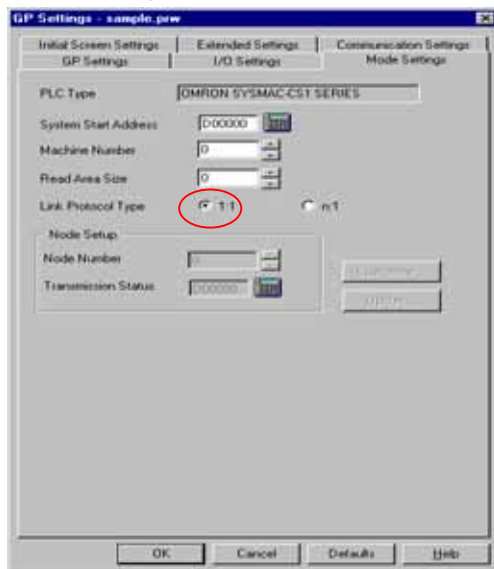 GP Settings - sample.prw
Initial Screen Settings
Extended Settings
Communication Settings
GP Settings
I/O Settings
Mode Settings
PLC Type
OMRON SYSMAC-CS1 SERIES
System Start Address
D00000
Machine Number
0
Read Area Size
0
Link Protocol Type
1:1
n:1
Node Setup
Node Number
Transmission Status
OK
Cancel
Defaults
Help